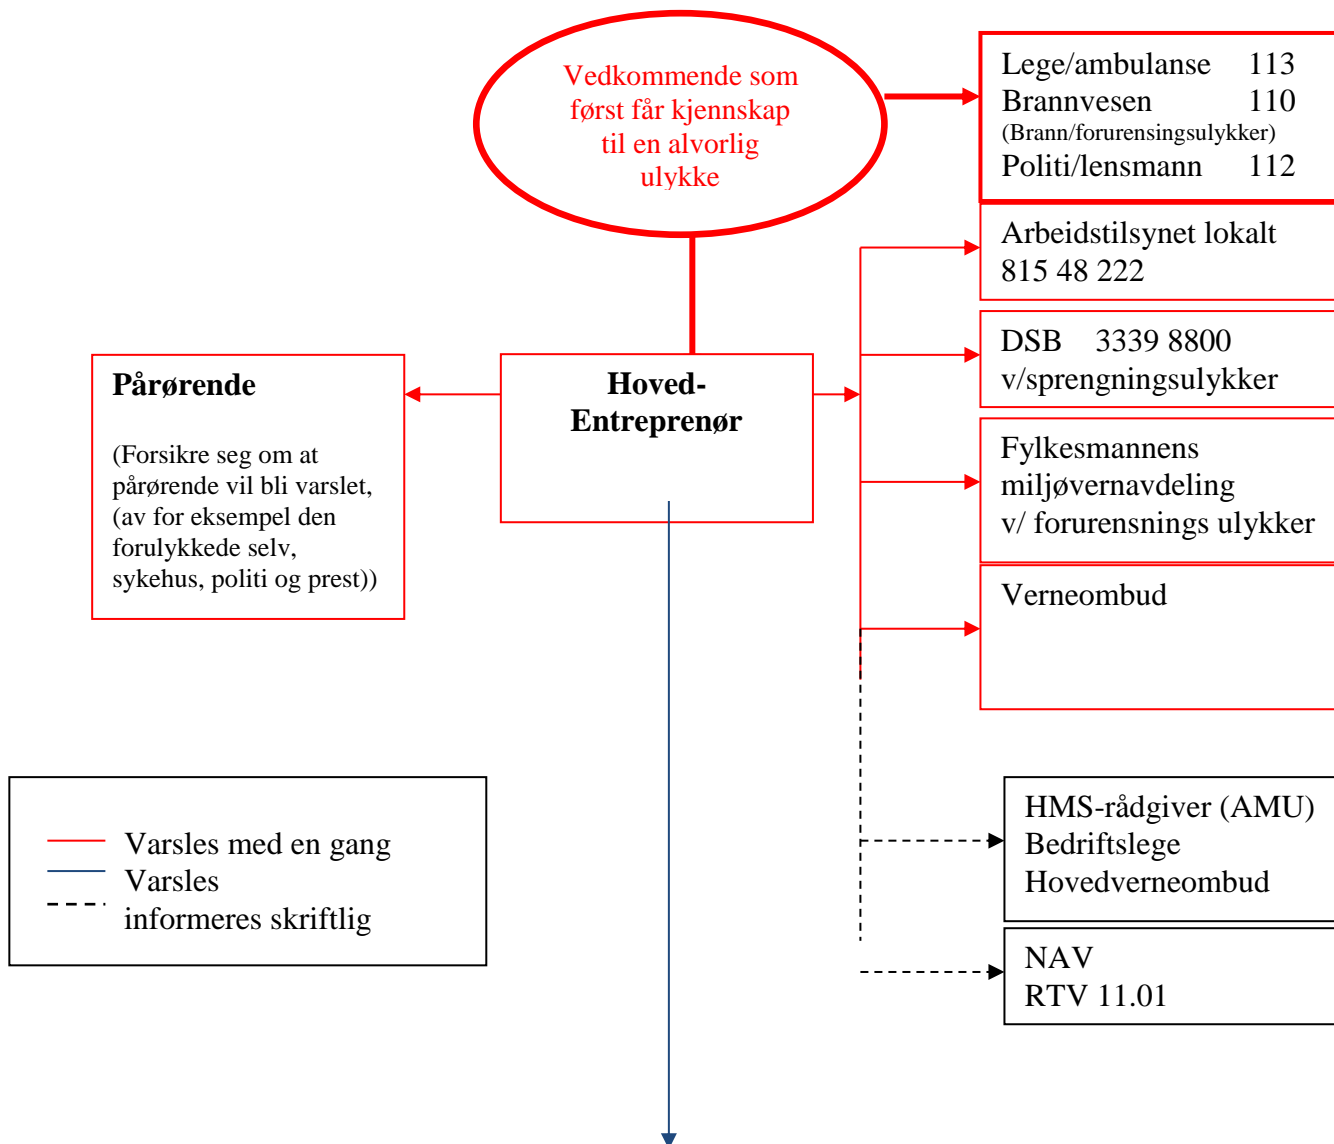 Vedkommende som
først får kjennskap
til en alvorlig
ulykke
Lege/ambulanse 113
Brannvesen 110
(Brann/forurensingsulykker)
Politi/lensmann 112
Arbeidstilsynet lokalt
815 48 222
DSB 3339 8800
v/sprengningsulykker
Fylkesmannens
miljøvernavdeling
v/ forurensnings ulykker
Verneombud
Hoved-
Entreprenør
Pårørende
(Forsikre seg om at
pårørende vil bli varslet,
(av for eksempel den
forulykkede selv,
sykehus, politi og prest))
HMS-rådgiver (AMU)
Bedriftslege
Hovedverneombud
NAV
RTV 11.01
Varsles med en gang
Varsles
informeres skriftlig